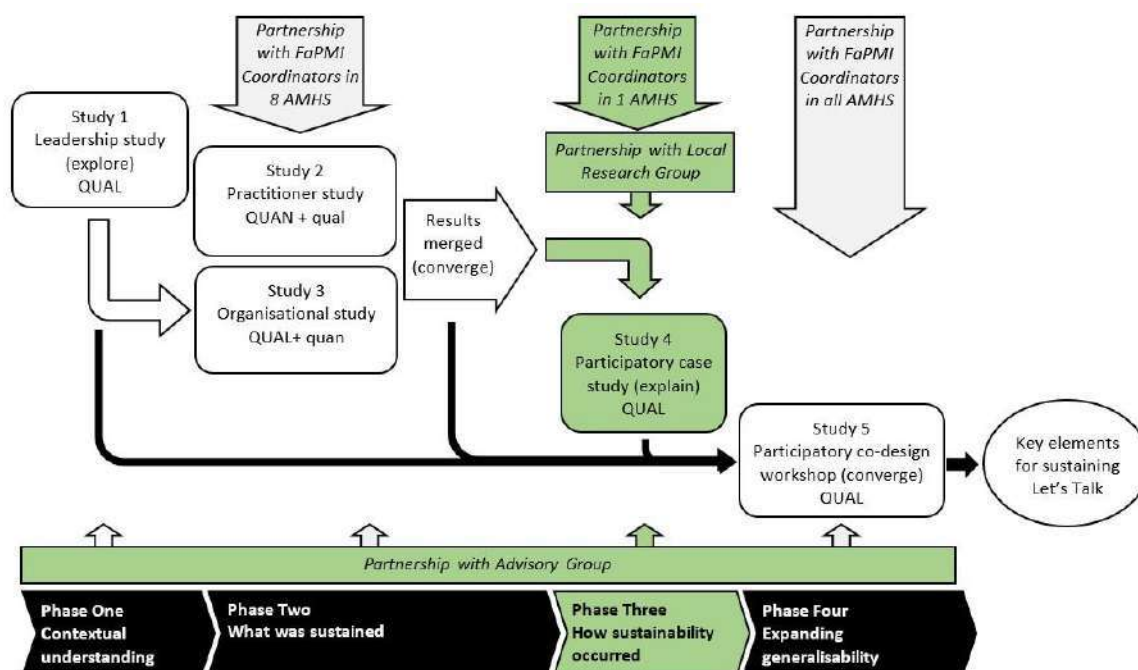 Partnership
with FaPMI
Coordinators in
8 AMHS
Partnership
with FaPMI
Coordinators
in 1 AMHS
Partnership
with FaPMI
Coordinators
in all AMHS
Study 1
Leadership study
(explore)
QUAL
Study 2
Practitioner study
QUAN + qual
Study 3
Organisational study
QUAL+ quan
Results
merged
(converge)
Partnership with Local
Research Group
Study 4
Participatory case
study (explain)
QUAL
Study 5
Participatory co-design
workshop (converge)
QUAL
Key elements
for sustaining
Let's Talk
Partnership with Advisory Group
Phase One
Contextual
understanding
Phase Two
What was sustained
Phase Three
How sustainability
occurred
Phase Four
Expanding
generalisability